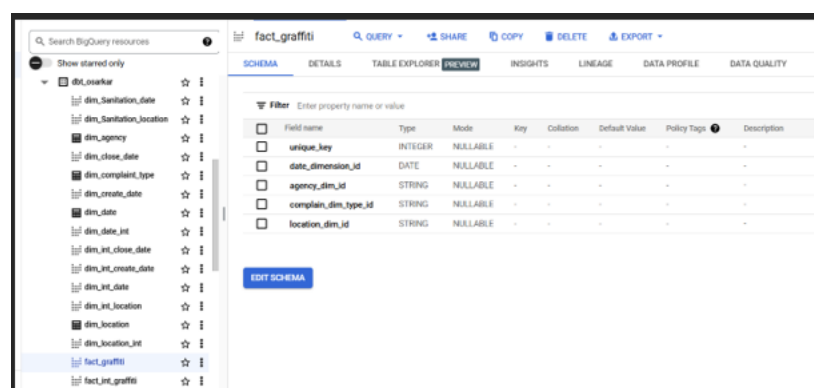 Search BigQuery resources
Show starred only
dbt_osarkar
dim_Sanitation_date
dim_Sanitation_location
dim_agency
dim_close_date
dim_complaint_type
dim_create_date
dim_date
dim_date_int
dim_int_close_date
dim_int_create_date
dim_int_date
dim_int_location
dim_location
dim_location_int
fact_graffiti
fact_int_graffiti
fact_graffiti QUERY SHARE COPY DELETE EXPORT
SCHEMA DETAILS TABLE EXPLORER PREVIEW INSIGHTS LINEAGE DATA PROFILE DATA QUALITY
Filter Enter property name or value
Field name Type Mode Key Collation Default Value Policy Tags Description
unique_key INTEGER NULLABLE - - - - -
date_dimension_id DATE NULLABLE - - - - -
agency_dim_id STRING NULLABLE - - - - -
complain_dim_type_id STRING NULLABLE - - - - -
location_dim_id STRING NULLABLE - - - - -
EDIT SCHEMA